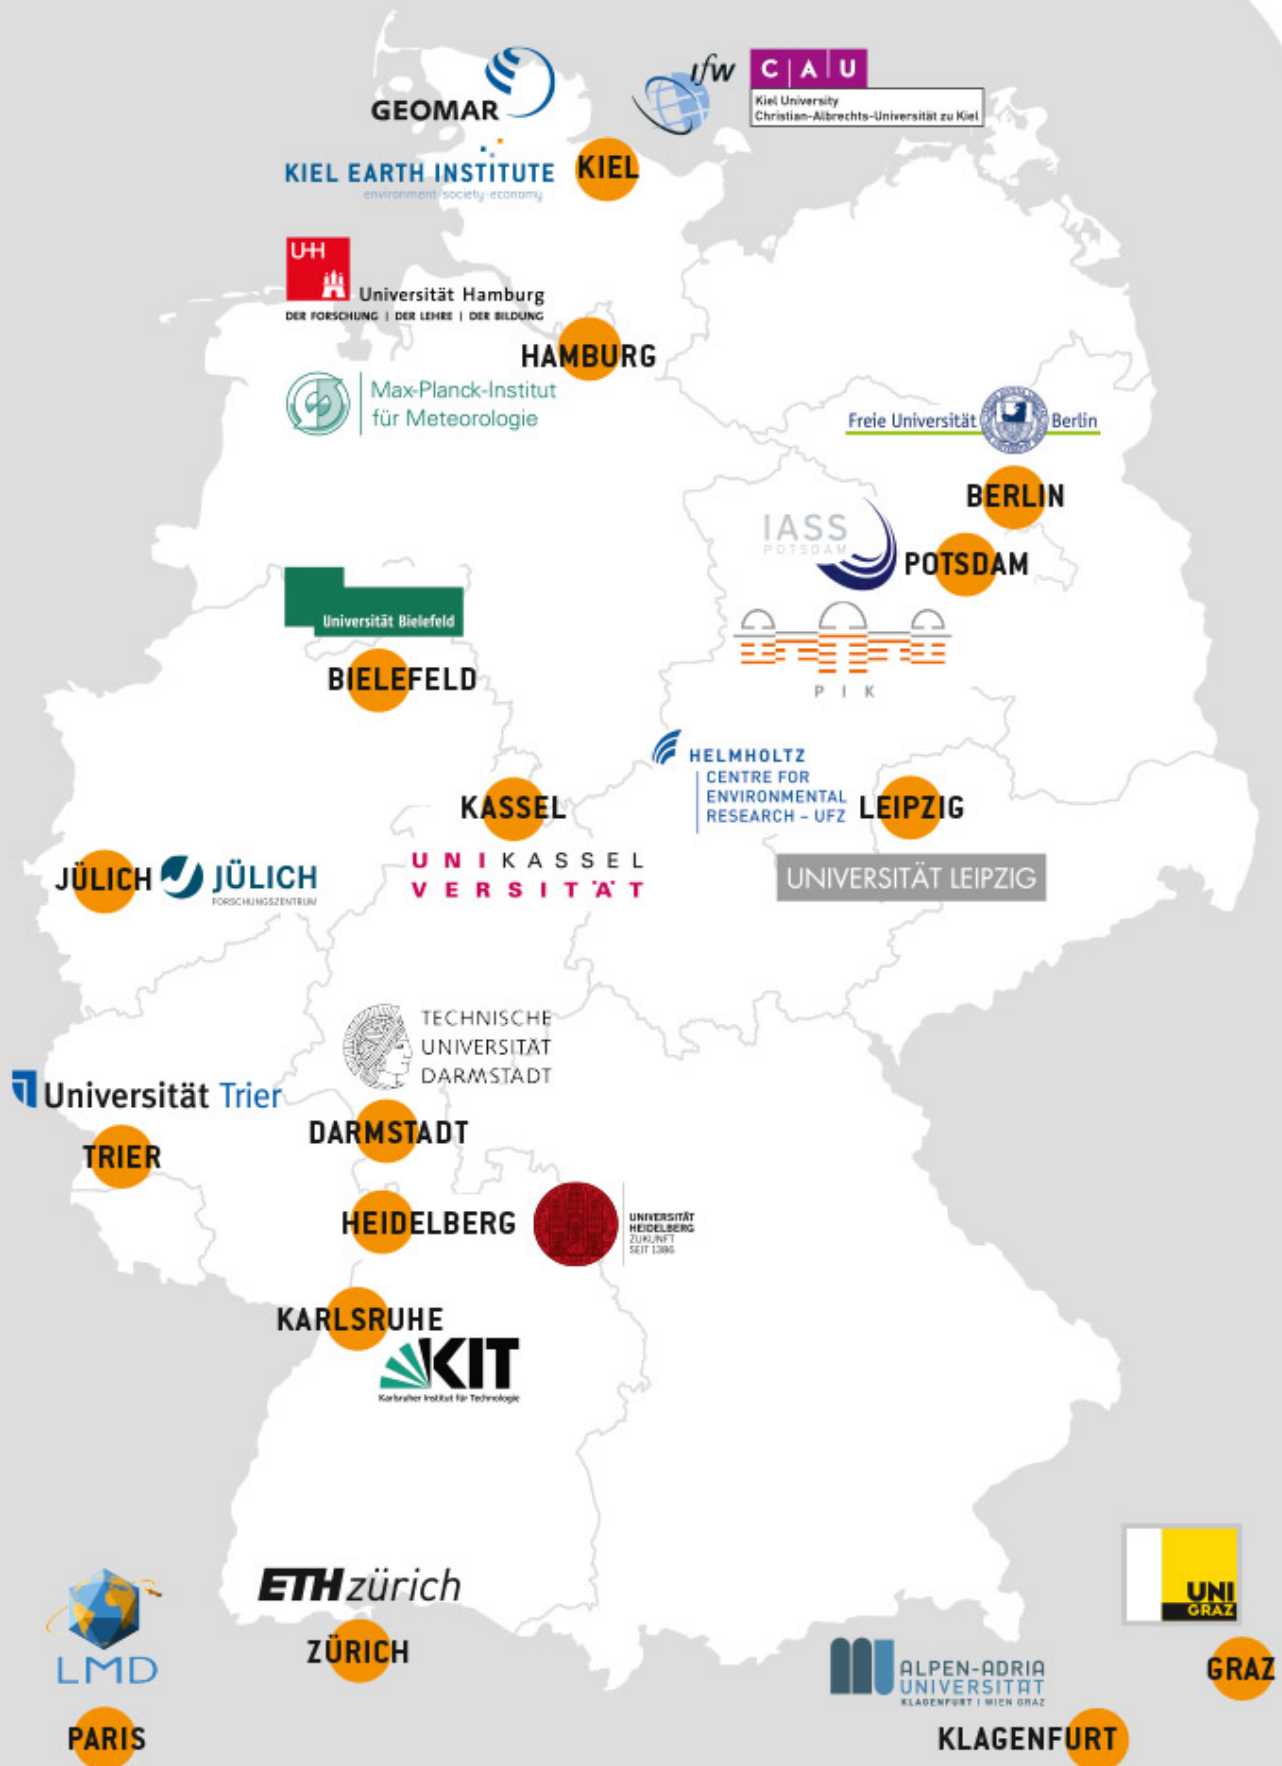 GEOMAR
ifw
C|A|U
Kiel University
Christian-Albrechts-Universität zu Kiel
KIEL EARTH INSTITUTE
environment society economy
KIEL
UHH
Universität Hamburg
DER FORSCHUNG | DER LEHRE | DER BILDUNG
HAMBURG
Max-Planck-Institut
für Meteorologie
Freie Universität Berlin
BERLIN
IASS
POTSDAM
POTSDAM
PIK
Universität Bielefeld
BIELEFELD
HELMHOLTZ
CENTRE FOR
ENVIRONMENTAL
RESEARCH – UFZ
LEIPZIG
UNIVERSITÄT LEIPZIG
KASSEL
UNIKASSEL
VERSITÄT
JÜLICH
JÜLICH
FORSCHUNGSZENTRUM
TECHNISCHE
UNIVERSITÄT
DARMSTADT
DARMSTADT
Universität Trier
TRIER
HEIDELBERG
UNIVERSITÄT
HEIDELBERG
ZUKUNFT
SEIT 1386
KARLSRUHE
KIT
Karlsruher Institut für Technologie
ETH zürich
ZÜRICH
LMD
PARIS
UNI
GRAZ
GRAZ
ALPEN-ADRIA
UNIVERSITÄT
KLAGENFURT | WIEN GRAZ
KLAGENFURT